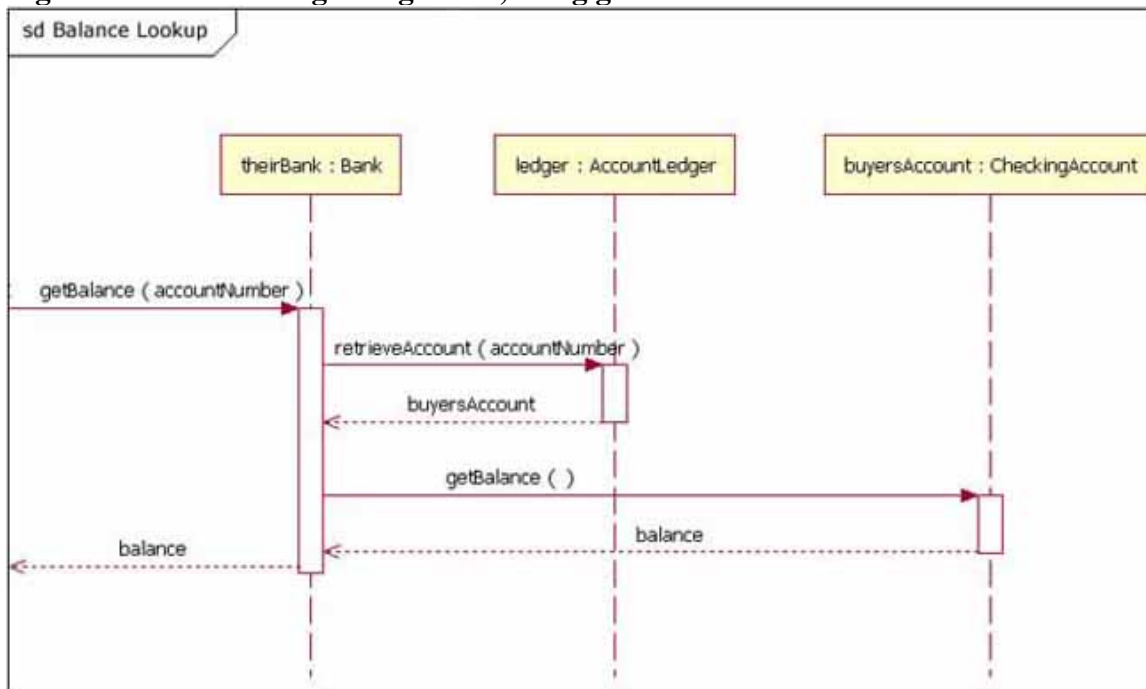 sd Balance Lookup
theirBank : Bank
ledger : AccountLedger
buyersAccount : CheckingAccount
getBalance ( accountNumber )
retrieveAccount ( accountNumber )
buyersAccount
getBalance ( )
balance
balance